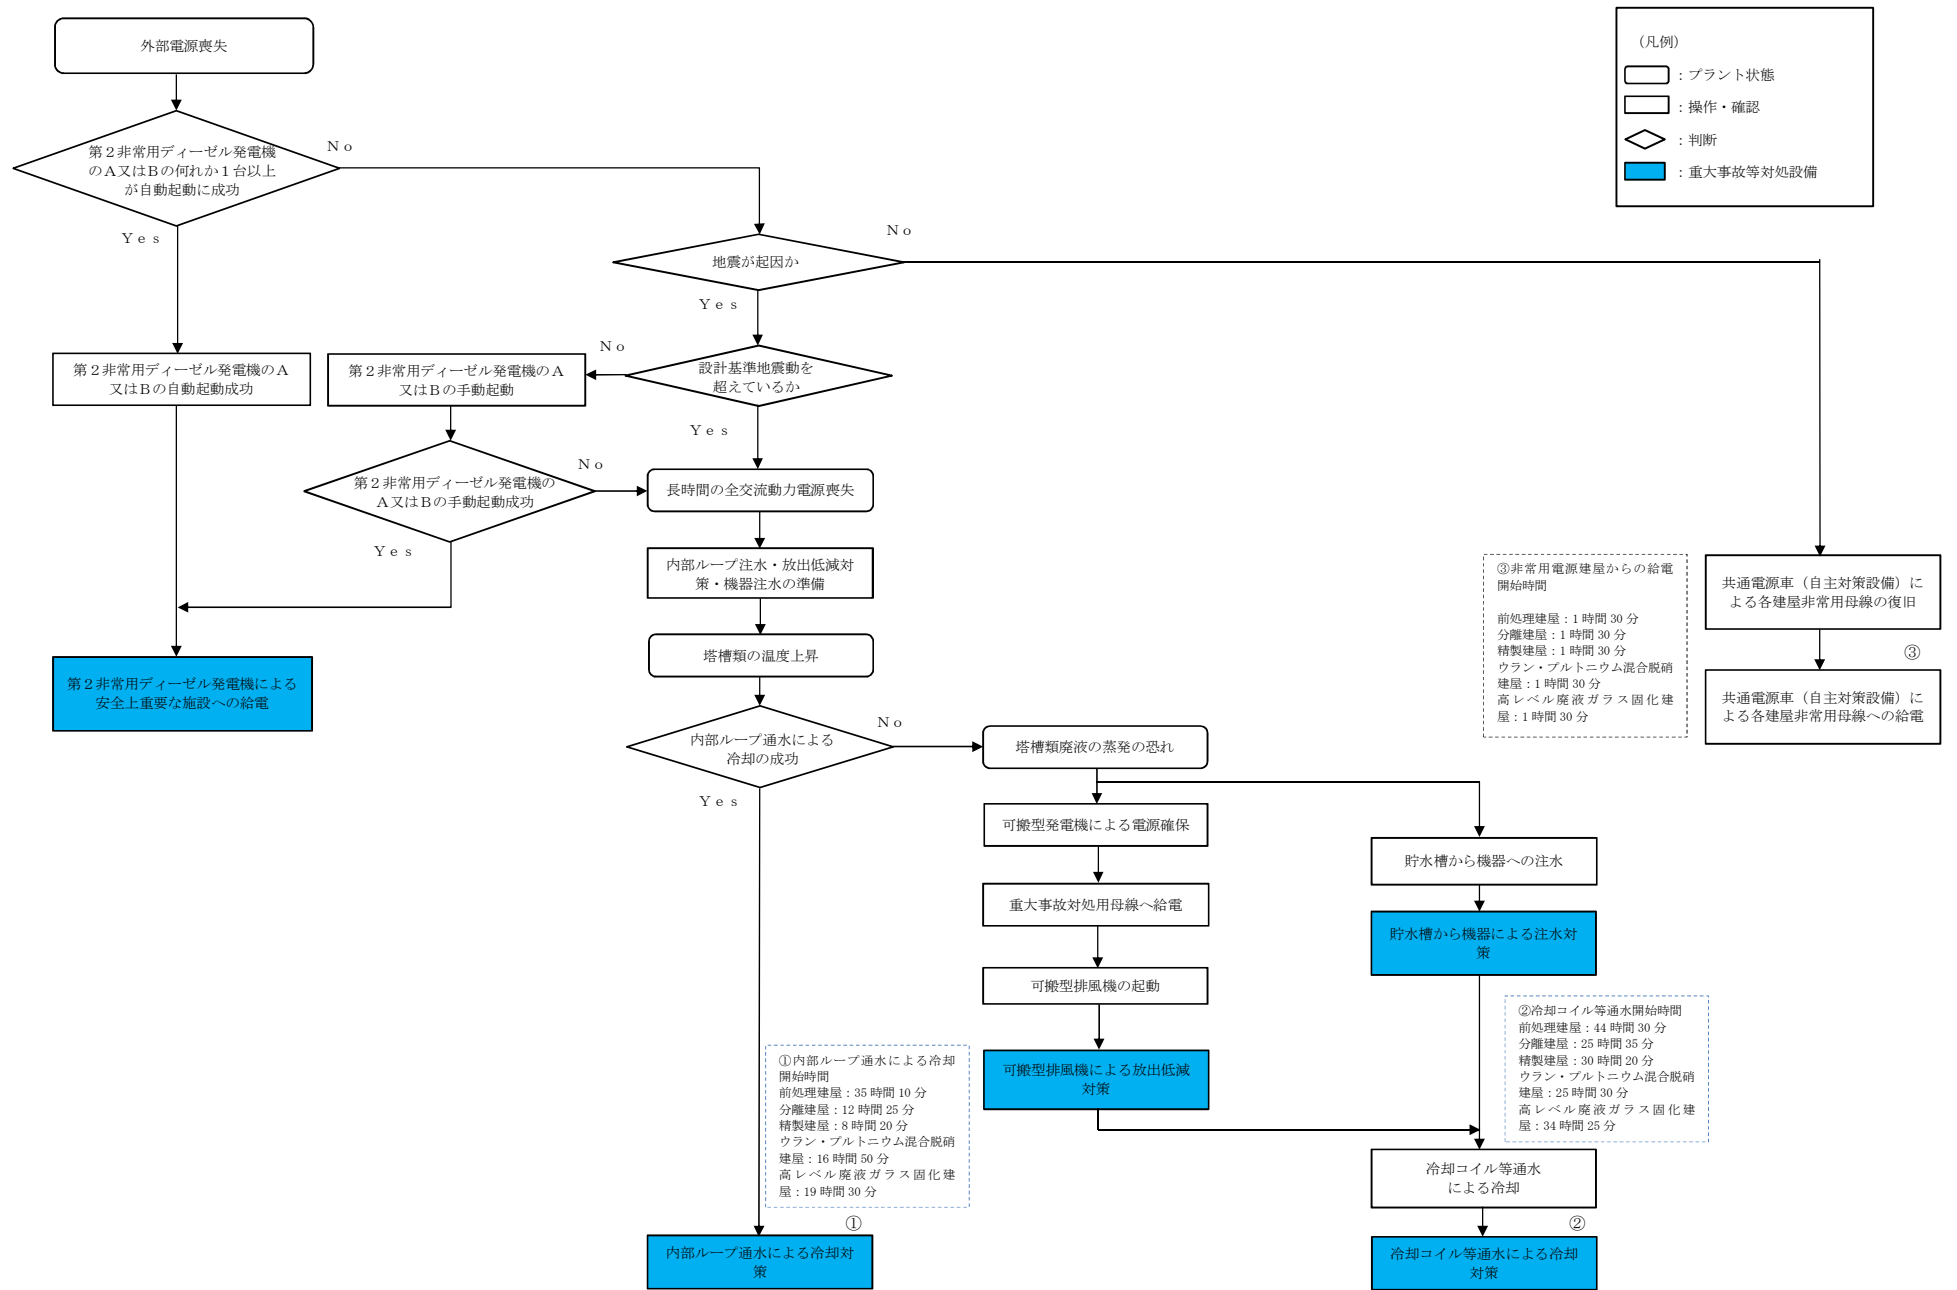 外部電源喪失
第２非常用ディーゼル発電機
のＡ又はＢの何れか１台以上
が自動起動に成功
Ｎｏ
Ｙｅｓ
地震が起因か
Ｎｏ
Ｙｅｓ
設計基準地震動を
超えているか
Ｎｏ
Ｙｅｓ
第２非常用ディーゼル発電機のＡ
又はＢの自動起動成功
第２非常用ディーゼル発電機のＡ
又はＢの手動起動
第２非常用ディーゼル発電機の
Ａ又はＢの手動起動成功
Ｎｏ
Ｙｅｓ
長時間の全交流動力電源喪失
内部ループ注水・放出低減対
策・機器注水の準備
塔槽類の温度上昇
第２非常用ディーゼル発電機による
安全上重要な施設への給電
内部ループ通水による
冷却の成功
Ｎｏ
Ｙｅｓ
塔槽類廃液の蒸発の恐れ
可搬型発電機による電源確保
重大事故対処用母線へ給電
可搬型排風機の起動
可搬型排風機による放出低減
対策
貯水槽から機器への注水
貯水槽から機器による注水対
策
①内部ループ通水による冷却
開始時間
前処理建屋：35 時間 10 分
分離建屋：12 時間 25 分
精製建屋：8 時間 20 分
ウラン・プルトニウム混合脱硝
建屋：16 時間 50 分
高レベル廃液ガラス固化建
屋：19 時間 30 分
①
内部ループ通水による冷却対
策
②冷却コイル等通水開始時間
前処理建屋：44 時間 30 分
分離建屋：25 時間 35 分
精製建屋：30 時間 20 分
ウラン・プルトニウム混合脱硝
建屋：25 時間 30 分
高レベル廃液ガラス固化建
屋：34 時間 25 分
冷却コイル等通水
による冷却
②
冷却コイル等通水による冷却
対策
③非常用電源建屋からの給電
開始時間
前処理建屋：1 時間 30 分
分離建屋：1 時間 30 分
精製建屋：1 時間 30 分
ウラン・プルトニウム混合脱硝
建屋：1 時間 30 分
高レベル廃液ガラス固化建
屋：1 時間 30 分
共通電源車（自主対策設備）に
よる各建屋非常用母線の復旧
③
共通電源車（自主対策設備）に
よる各建屋非常用母線への給電
（凡例）
：プラント状態
：操作・確認
：判断
：重大事故等対処設備